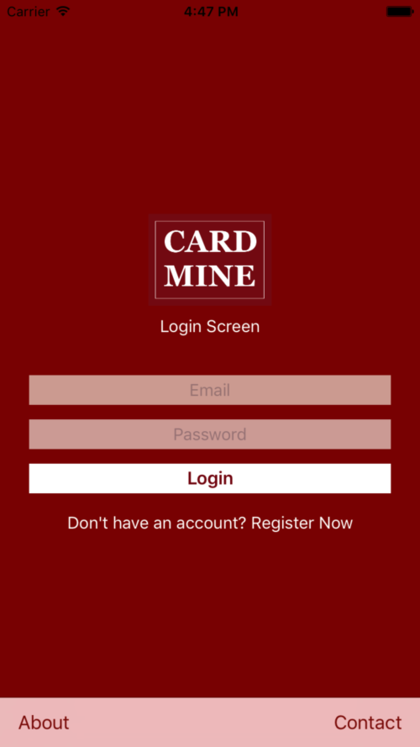 Carrier 4:47 PM
CARD
MINE
Login Screen
Email
Password
Login
Don't have an account? Register Now
About Contact